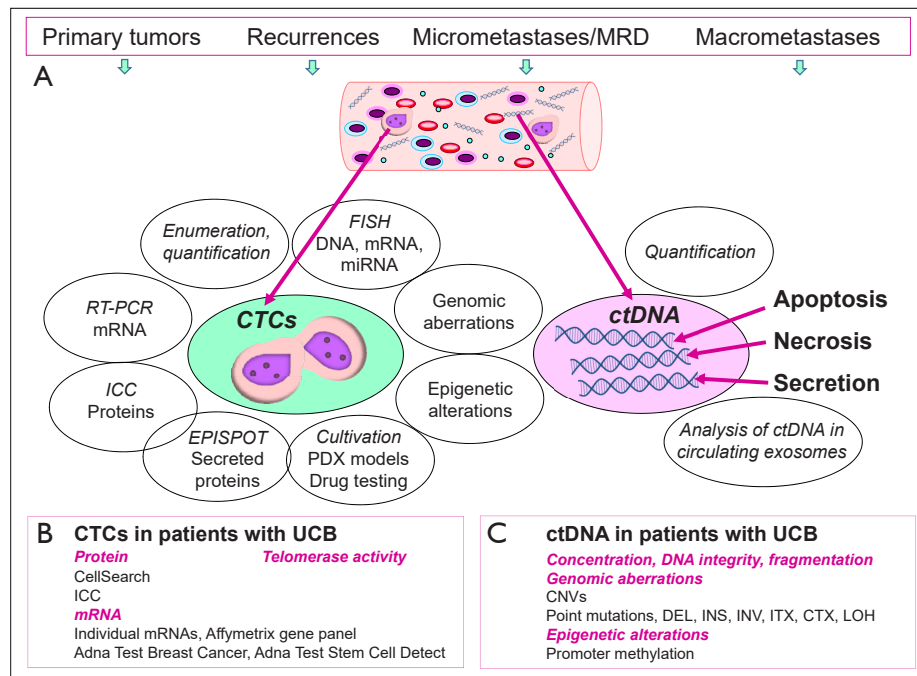 Primary tumors Recurrences Micrometastases/MRD Macrometastases
A
Enumeration,
quantification
FISH
DNA, mRNA,
miRNA
Quantification
RT-PCR
mRNA
CTCs
Genomic
aberrations
ctDNA
Apoptosis
Necrosis
Secretion
ICC
Proteins
Epigenetic
alterations
EPISPOT
Secreted
proteins
Cultivation
PDX models
Drug testing
Analysis of ctDNA in
circulating exosomes
B CTCs in patients with UCB
Protein Telomerase activity
CellSearch
ICC
mRNA
Individual mRNAs, Affymetrix gene panel
Adna Test Breast Cancer, Adna Test Stem Cell Detect
C ctDNA in patients with UCB
Concentration, DNA integrity, fragmentation
Genomic aberrations
CNVs
Point mutations, DEL, INS, INV, ITX, CTX, LOH
Epigenetic alterations
Promoter methylation